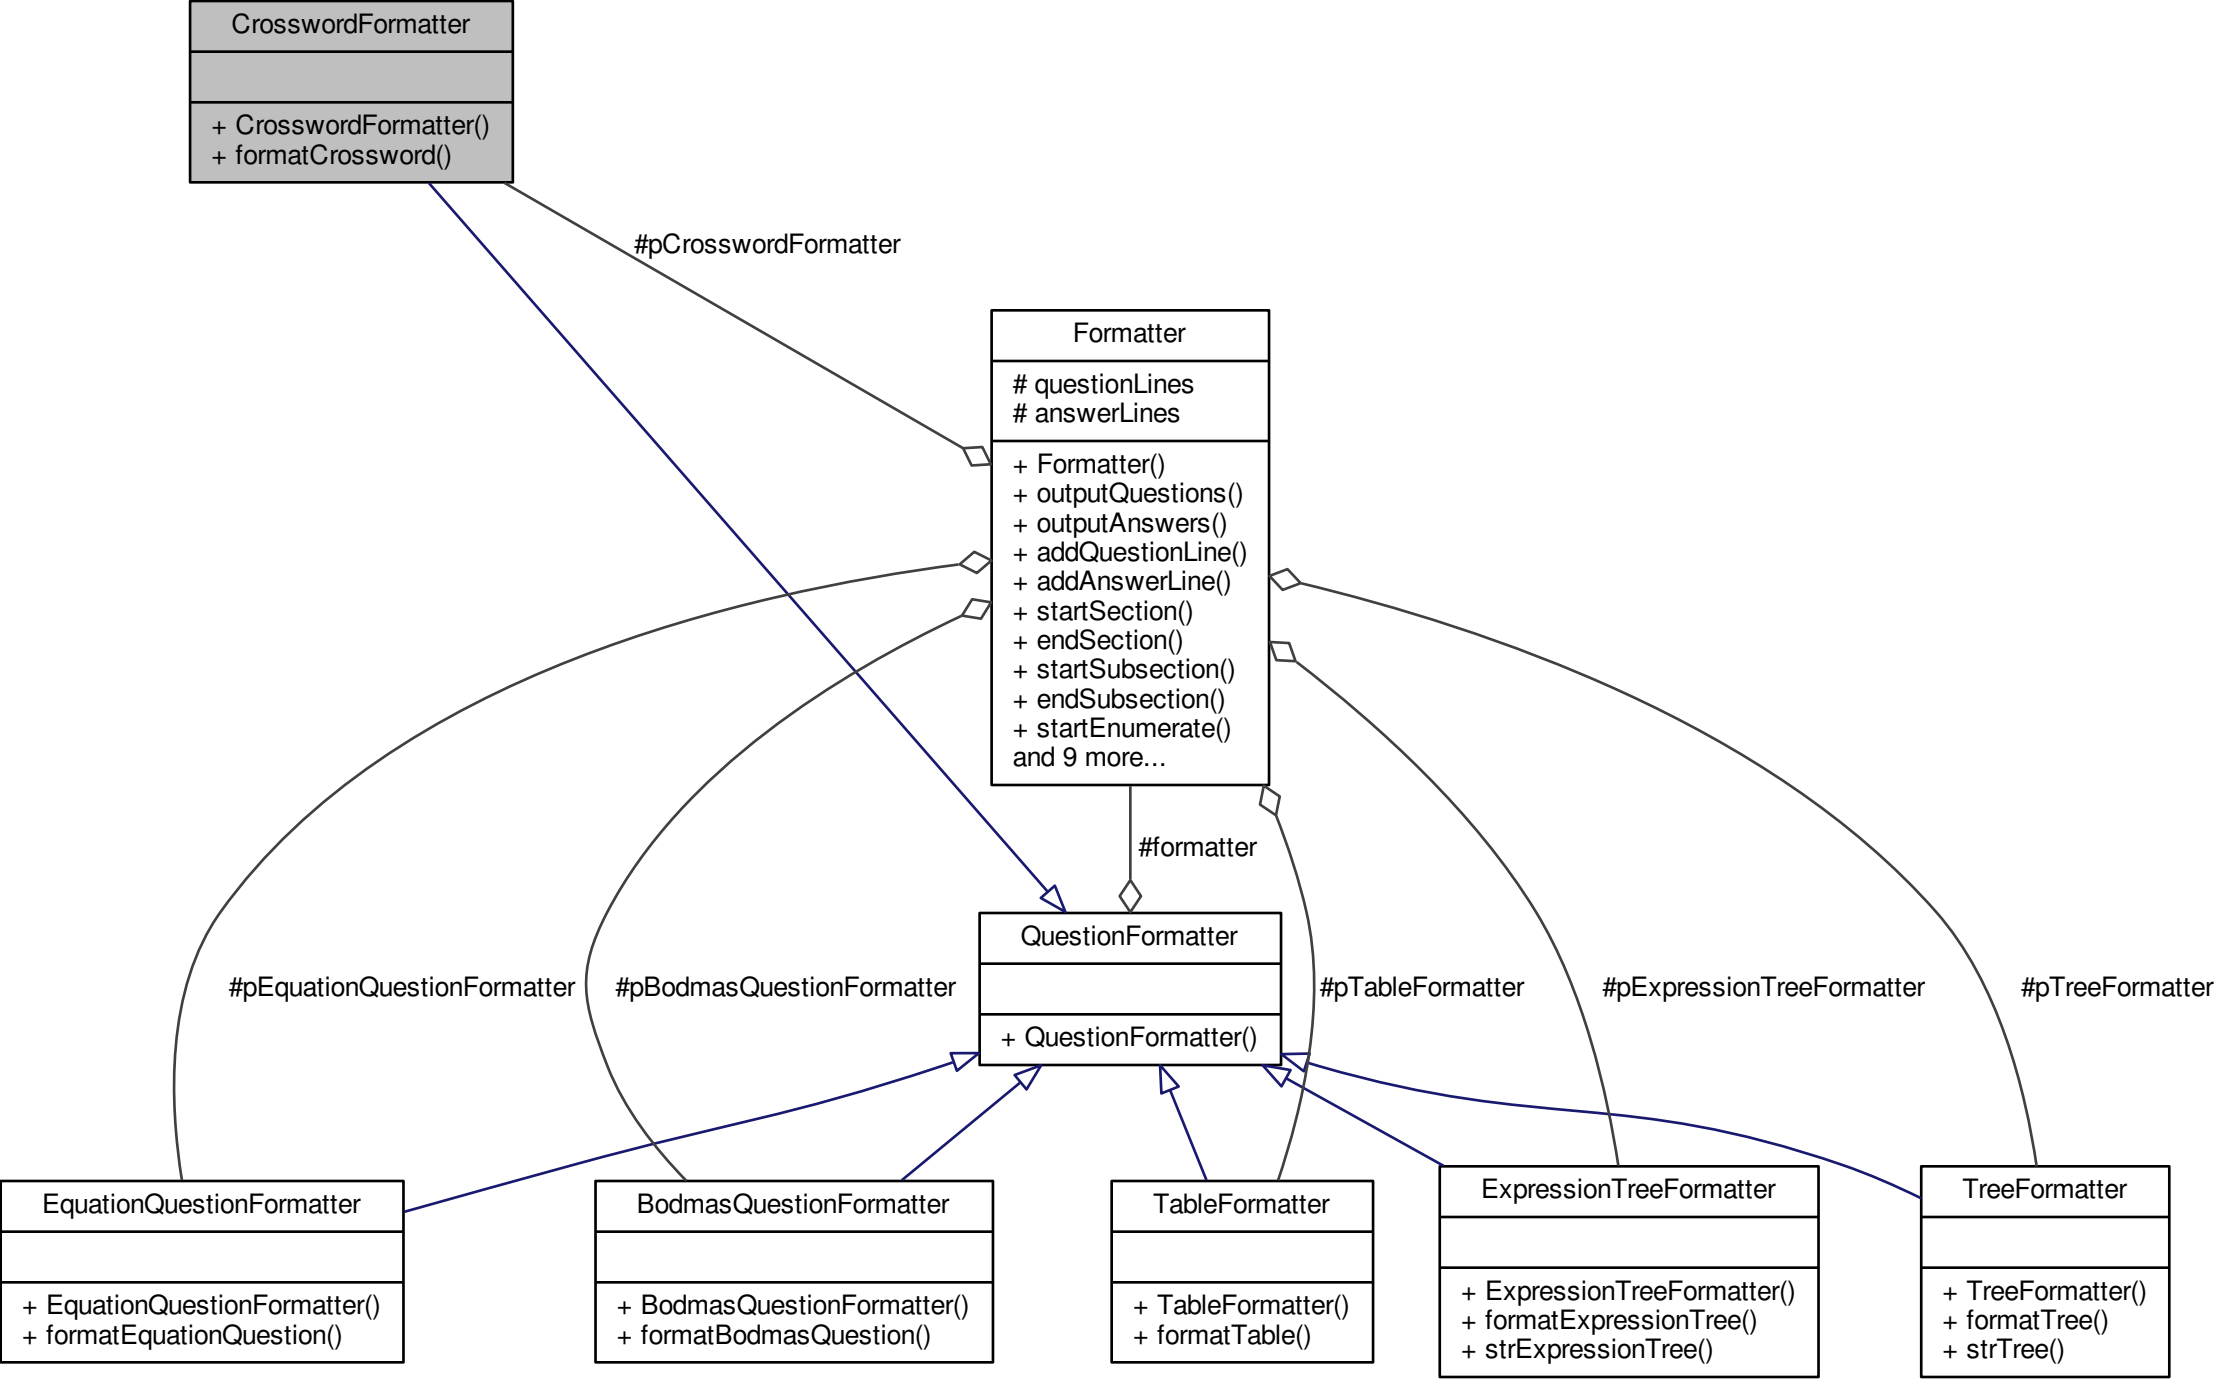 CrosswordFormatter
+ CrosswordFormatter()
+ formatCrossword()
#pCrosswordFormatter
Formatter
# questionLines
# answerLines
+ Formatter()
+ outputQuestions()
+ outputAnswers()
+ addQuestionLine()
+ addAnswerLine()
+ startSection()
+ endSection()
+ startSubsection()
+ endSubsection()
+ startEnumerate()
and 9 more...
#formatter
QuestionFormatter
+ QuestionFormatter()
#pEquationQuestionFormatter
#pBodmasQuestionFormatter
#pTableFormatter
#pExpressionTreeFormatter
#pTreeFormatter
EquationQuestionFormatter
+ EquationQuestionFormatter()
+ formatEquationQuestion()
BodmasQuestionFormatter
+ BodmasQuestionFormatter()
+ formatBodmasQuestion()
TableFormatter
+ TableFormatter()
+ formatTable()
ExpressionTreeFormatter
+ ExpressionTreeFormatter()
+ formatExpressionTree()
+ strExpressionTree()
TreeFormatter
+ TreeFormatter()
+ formatTree()
+ strTree()